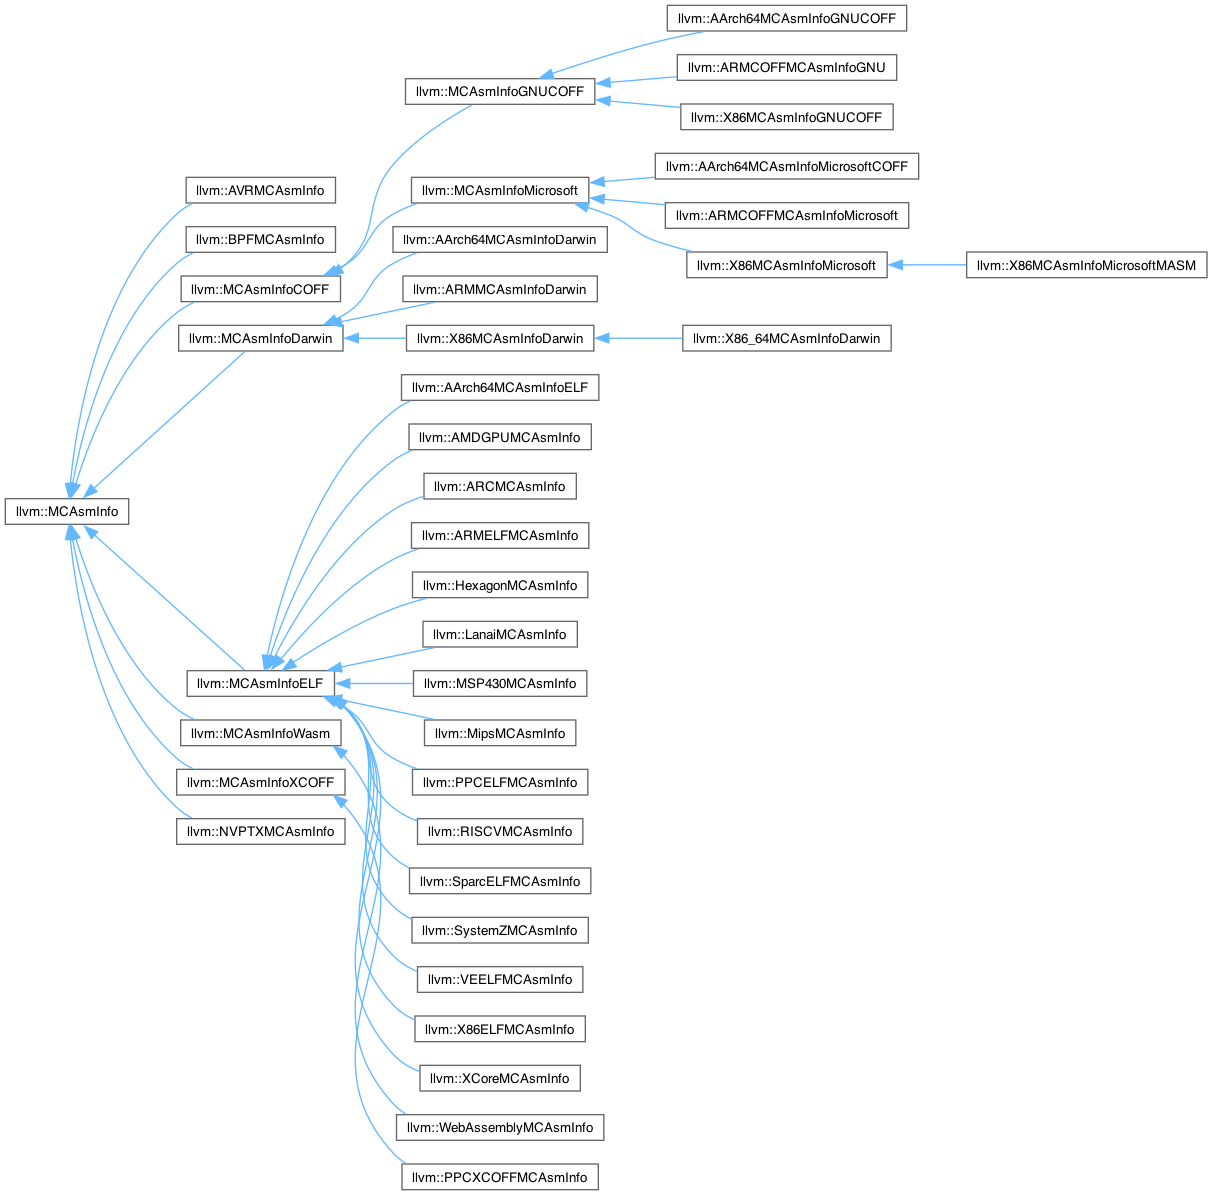 llvm::AArch64MCAsmInfoGNUCOFF
llvm::ARMCOFFMCAsmInfoGNU
llvm::MCAsmInfoGNUCOFF
llvm::X86MCAsmInfoGNUCOFF
llvm::AArch64MCAsmInfoMicrosoftCOFF
llvm::AVRMCAsmInfo
llvm::MCAsmInfoMicrosoft
llvm::ARMCOFFMCAsmInfoMicrosoft
llvm::BPFMCAsmInfo
llvm::AArch64MCAsmInfoDarwin
llvm::X86MCAsmInfoMicrosoft
llvm::X86MCAsmInfoMicrosoftMASM
llvm::MCAsmInfoCOFF
llvm::ARMMCAsmInfoDarwin
llvm::MCAsmInfoDarwin
llvm::X86MCAsmInfoDarwin
llvm::X86_64MCAsmInfoDarwin
llvm::AArch64MCAsmInfoELF
llvm::AMDGPUMCAsmInfo
llvm::ARCMCAsmInfo
llvm::MCAsmInfo
llvm::ARMELFMCAsmInfo
llvm::HexagonMCAsmInfo
llvm::LanaiMCAsmInfo
llvm::MCAsmInfoELF
llvm::MSP430MCAsmInfo
llvm::MCAsmInfoWasm
llvm::MipsMCAsmInfo
llvm::MCAsmInfoXCOFF
llvm::PPCELFMCAsmInfo
llvm::NVPTXMCAsmInfo
llvm::RISCVMCAsmInfo
llvm::SparcELFMCAsmInfo
llvm::SystemZMCAsmInfo
llvm::VEELFMCAsmInfo
llvm::X86ELFMCAsmInfo
llvm::XCoreMCAsmInfo
llvm::WebAssemblyMCAsmInfo
llvm::PPCXCOFFMCAsmInfo